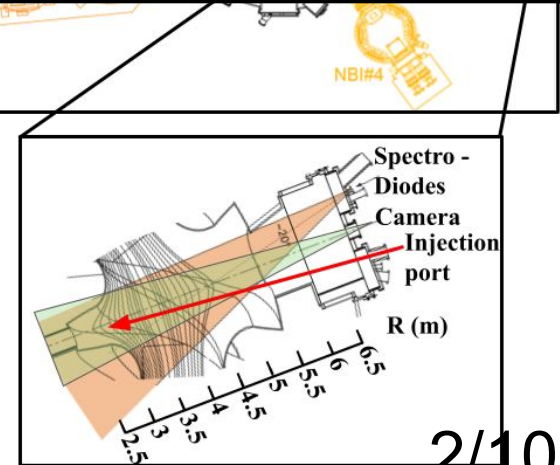 NBI#4
Spectro -
Diodes
Camera
Injection
port
~20°
R (m)
2.5
3
3.5
4
4.5
5
5.5
6
6.5
2/10